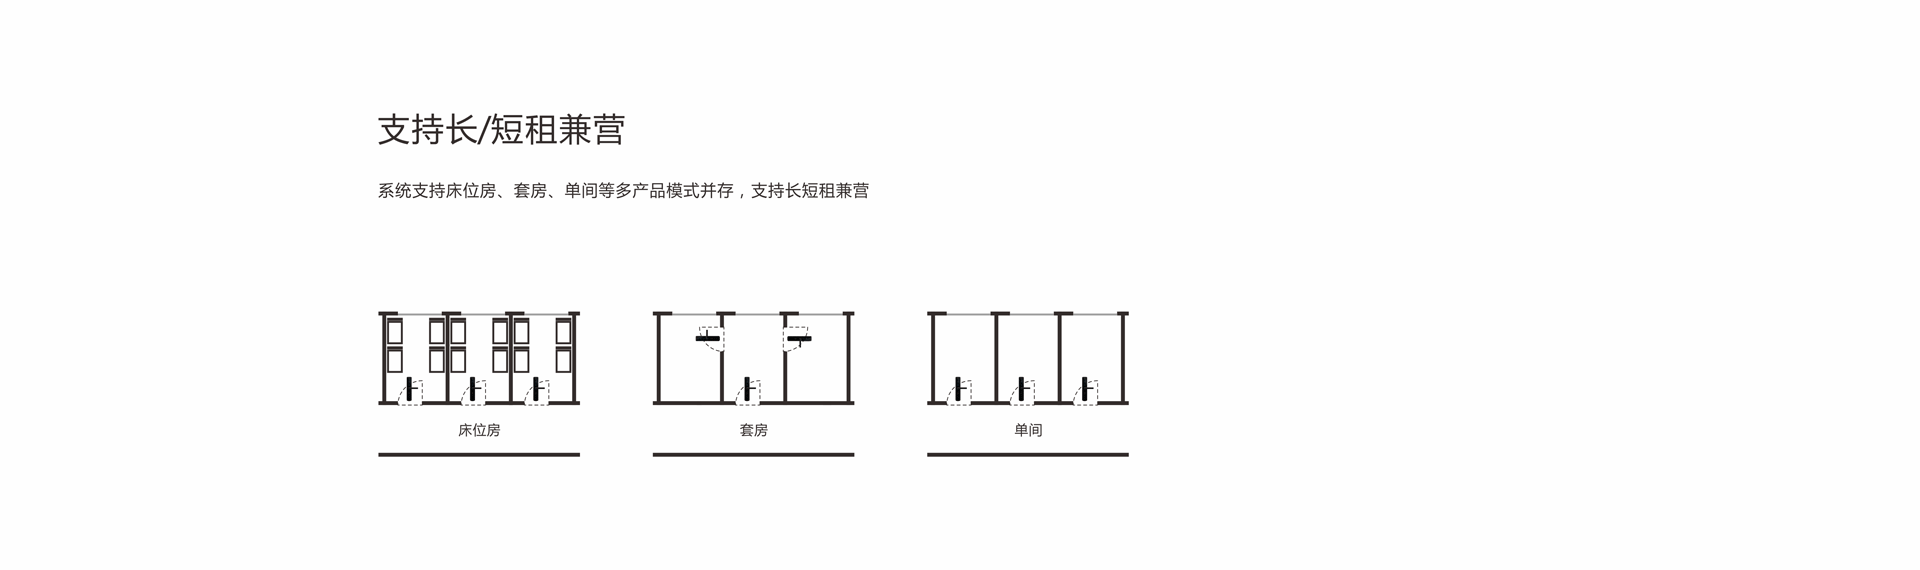 支持长/短租兼营
系统支持床位房、套房、单间等多产品模式并存，支持长短租兼营
床位房
套房
单间